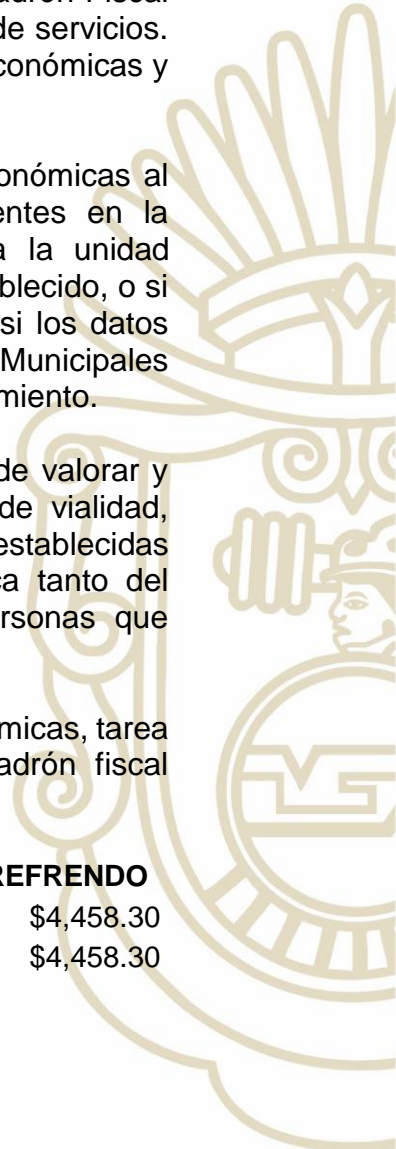 adrón Fiscal
de servicios.
conómicas y
onómicas al
entes en la
a la unidad
blecido, o si
si los datos
Municipales
miento.
de valorar y
de vialidad,
establecidas
ca tanto del
ersonas que
micas, tarea
adrón fiscal
REFRENDO
$4,458.30
$4,458.30